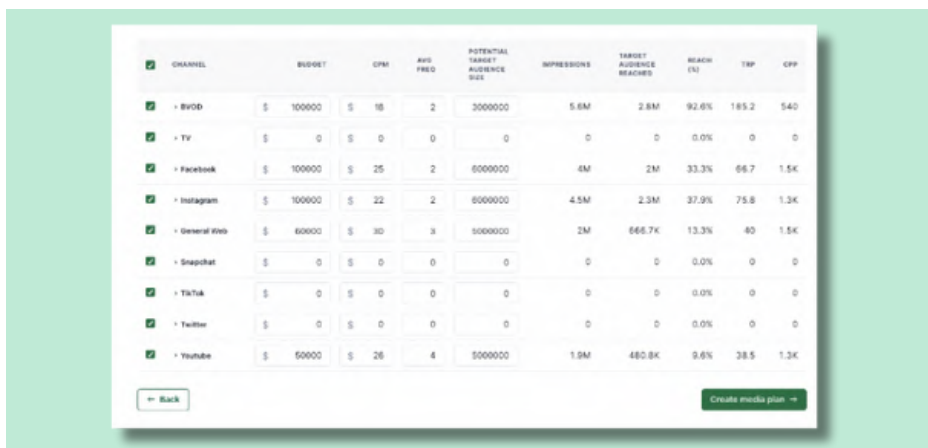 CHANNEL BUDGET CPM AVG FREQ POTENTIAL TARGET AUDIENCE SIZE IMPRESSIONS TARGET AUDIENCE REACHED REACH (%) TRP CPP
› BVOD $ 100000 $ 18 2 3000000 5.6M 2.8M 92.6% 185.2 540
› TV $ 0 $ 0 0 0 0 0 0.0% 0 0
› Facebook $ 100000 $ 25 2 6000000 4M 2M 33.3% 66.7 1.5K
› Instagram $ 100000 $ 22 2 6000000 4.5M 2.3M 37.9% 75.8 1.3K
› General Web $ 60000 $ 30 3 5000000 2M 666.7K 13.3% 40 1.5K
› Snapchat $ 0 $ 0 0 0 0 0 0.0% 0 0
› TikTok $ 0 $ 0 0 0 0 0 0.0% 0 0
› Twitter $ 0 $ 0 0 0 0 0 0.0% 0 0
› Youtube $ 50000 $ 26 4 5000000 1.9M 480.8K 9.6% 38.5 1.3K
← Back Create media plan →